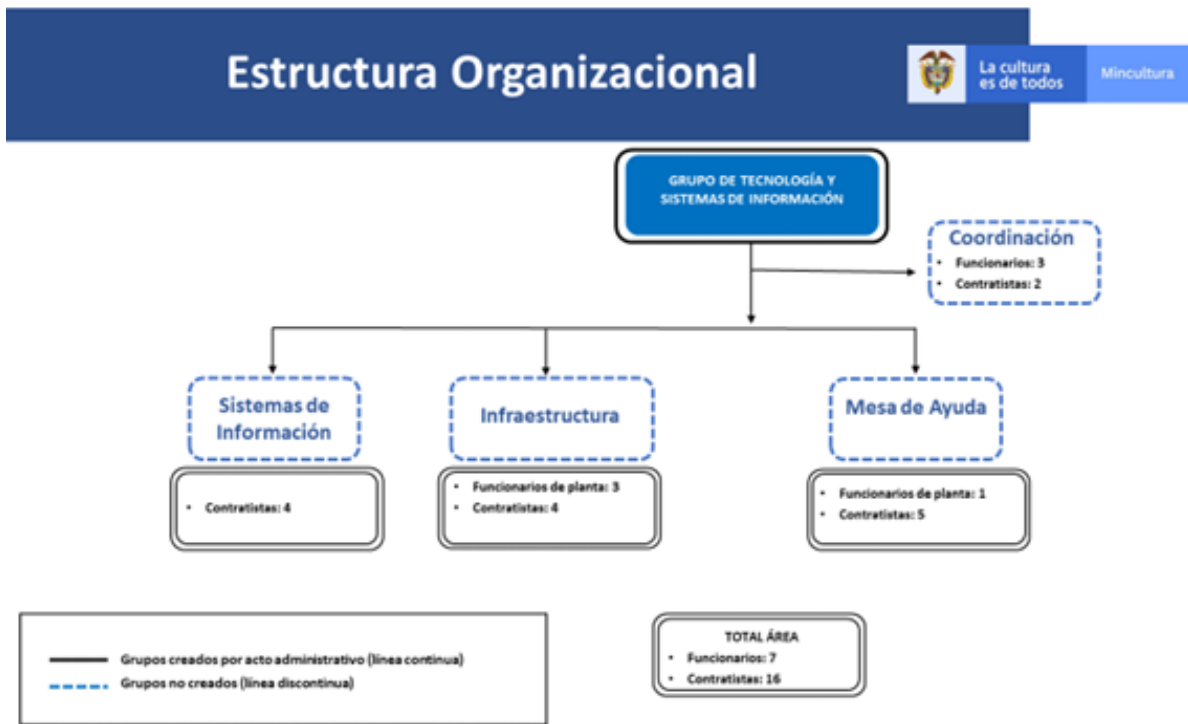 Estructura Organizacional
La cultura
es de todos
Mincultura
GRUPO DE TECNOLOGÍA Y
SISTEMAS DE INFORMACIÓN
Coordinación
• Funcionarios: 3
• Contratistas: 2
Sistemas de
Información
• Contratistas: 4
Infraestructura
• Funcionarios de planta: 3
• Contratistas: 4
Mesa de Ayuda
• Funcionarios de planta: 1
• Contratistas: 5
Grupos creados por acto administrativo (línea continua)
Grupos no creados (línea discontinua)
TOTAL ÁREA
• Funcionarios: 7
• Contratistas: 16